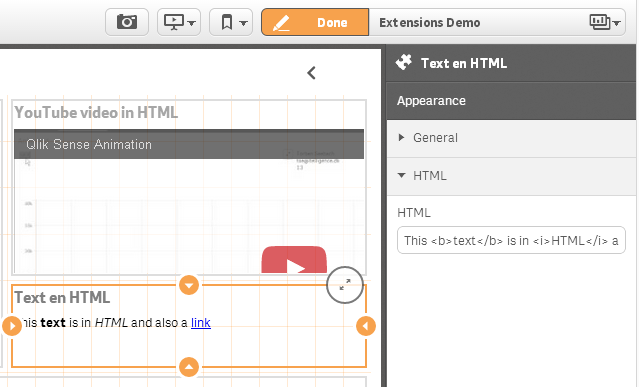 Done
Extensions Demo
YouTube video in HTML
Qlik Sense Animation
Text en HTML
This text is in HTML and also a link
Text en HTML
Appearance
General
HTML
HTML
This <b>text</b> is in <i>HTML</i> a